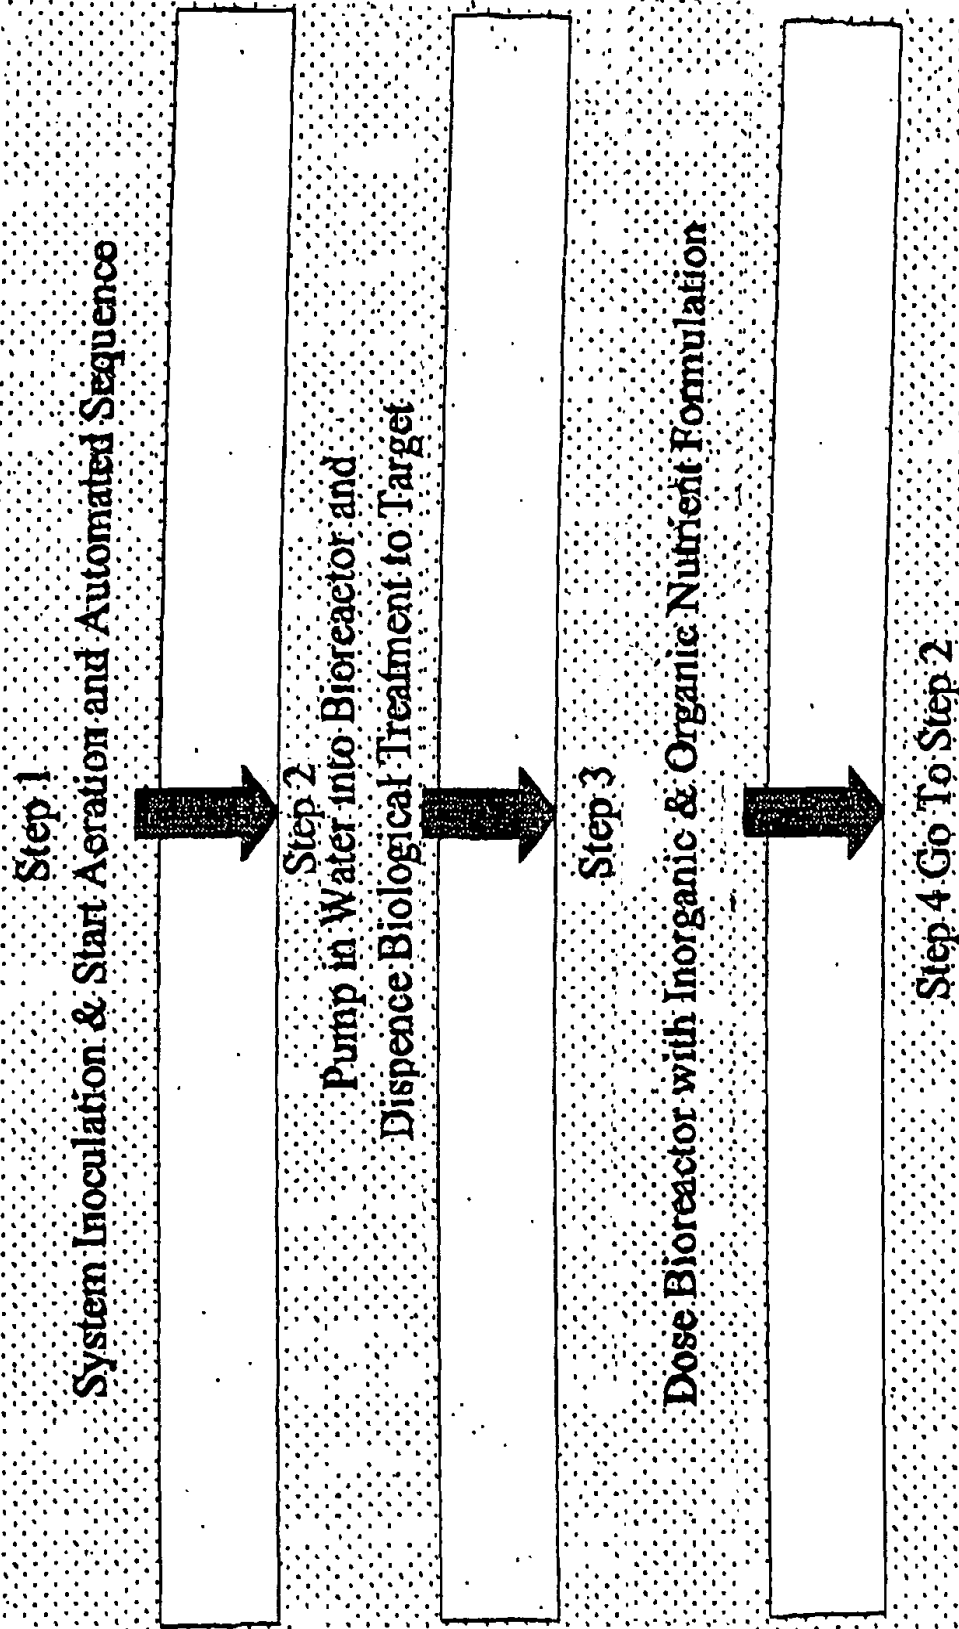 Step 1
System Inoculation & Start Aeration and Automated Sequence
Step 2
Pump in Water into Bioreactor and
Dispence Biological Treatment to Target
Step 3
Dose Bioreactor with Inorganic & Organic Nutrient Formulation
Step 4 Go To Step 2